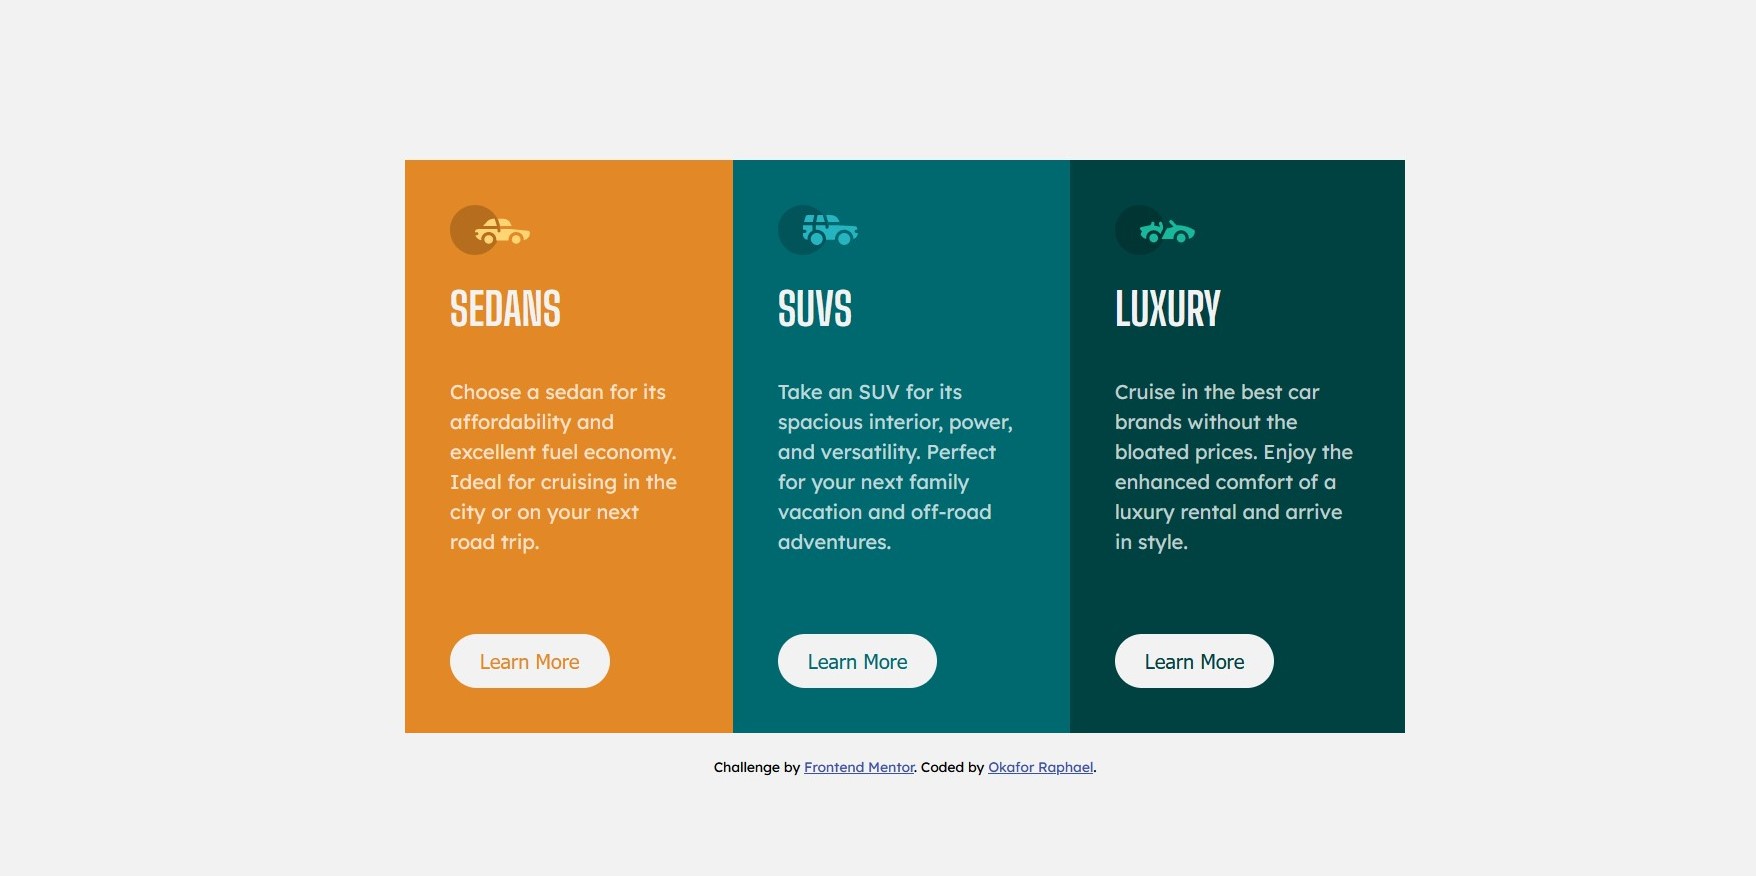 SEDANS
Choose a sedan for its
affordability and
excellent fuel economy.
Ideal for cruising in the
city or on your next
road trip.
Learn More
SUVS
Take an SUV for its
spacious interior, power,
and versatility. Perfect
for your next family
vacation and off-road
adventures.
Learn More
LUXURY
Cruise in the best car
brands without the
bloated prices. Enjoy the
enhanced comfort of a
luxury rental and arrive
in style.
Learn More
Challenge by Frontend Mentor. Coded by Okafor Raphael.